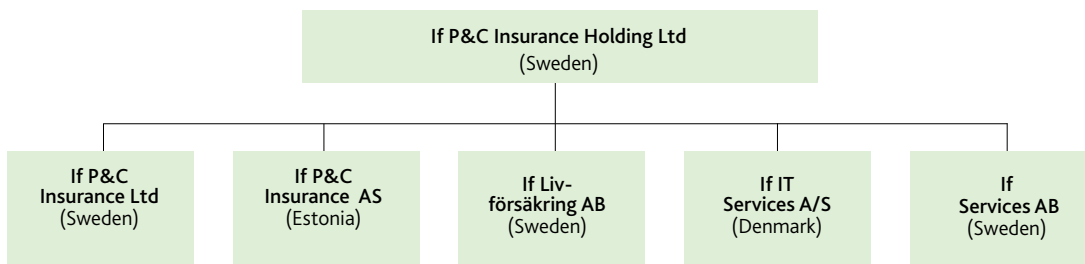 If P&C Insurance Holding Ltd
(Sweden)
If P&C
Insurance Ltd
(Sweden)
If P&C
Insurance AS
(Estonia)
If Liv-
försäkring AB
(Sweden)
If IT
Services A/S
(Denmark)
If
Services AB
(Sweden)